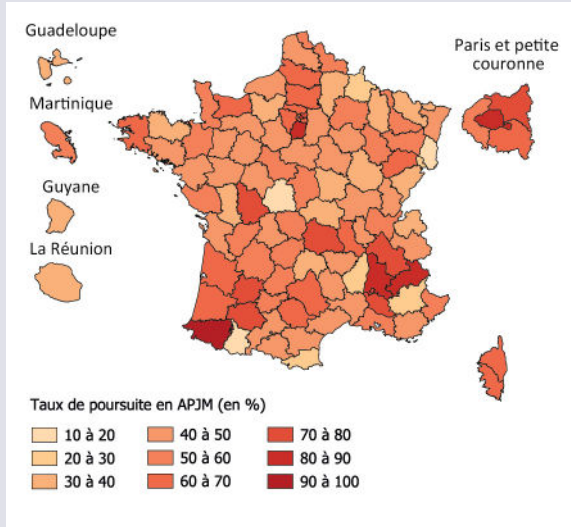 Guadeloupe
Martinique
Guyane
La Réunion
Paris et petite
couronne
Taux de poursuite en APJM (en %)
10 à 20
20 à 30
30 à 40
40 à 50
50 à 60
60 à 70
70 à 80
80 à 90
90 à 100